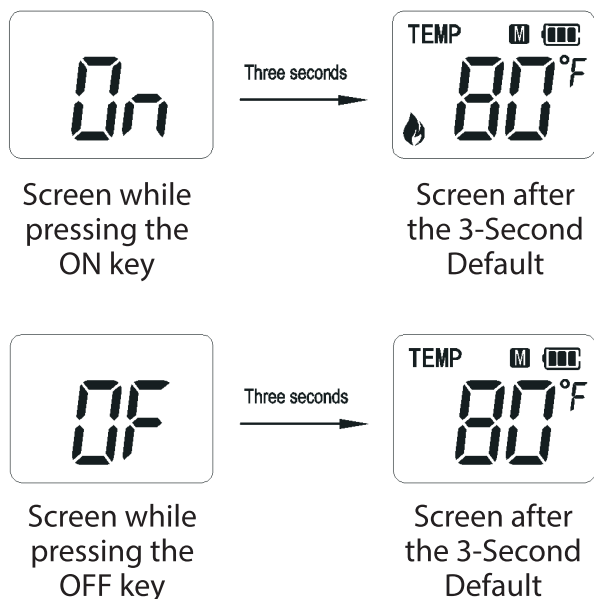 On
Three seconds
TEMP M
80°F
Screen while
pressing the
ON key
Screen after
the 3-Second
Default
OF
Three seconds
TEMP M
80°F
Screen while
pressing the
OFF key
Screen after
the 3-Second
Default